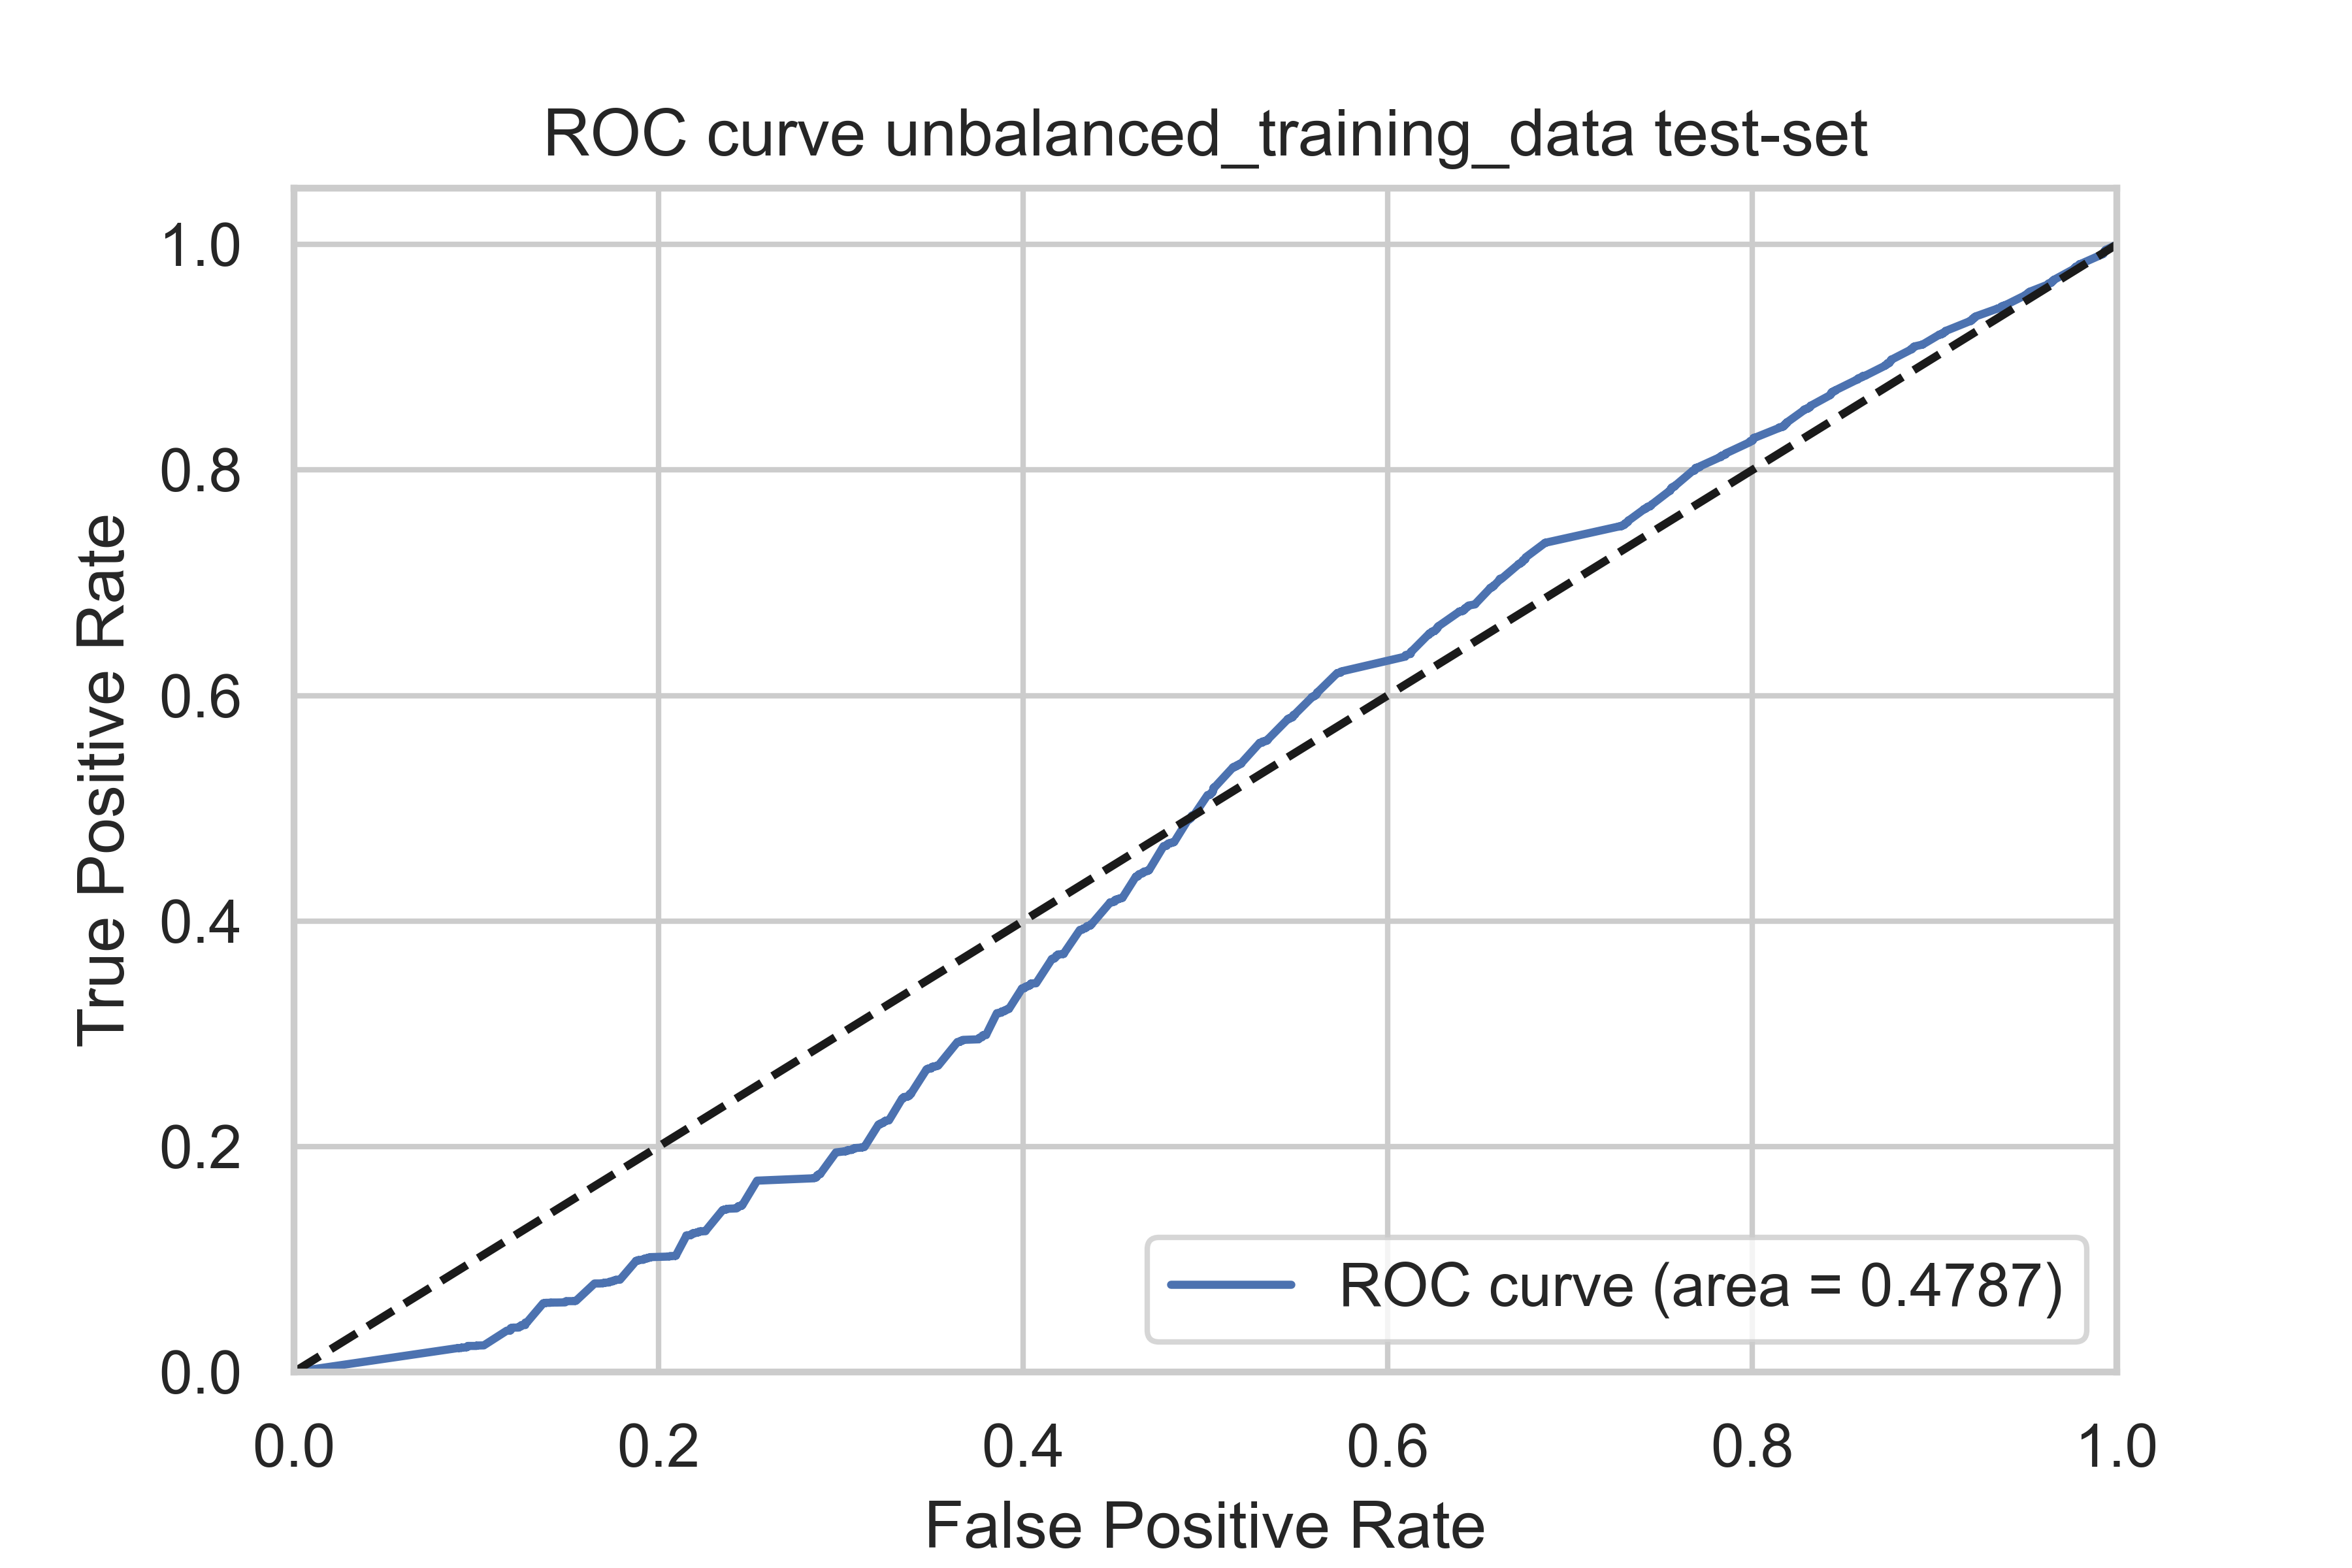 ROC curve unbalanced_training_data test-set
True Positive Rate
1.0
0.8
0.6
0.4
0.2
0.0
ROC curve (area = 0.4787)
0.0 0.2 0.4 0.6 0.8 1.0
False Positive Rate